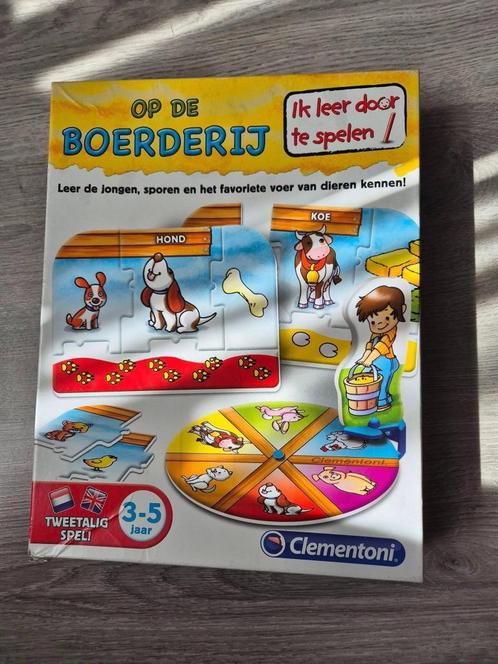 OP DE
BOERDERIJ
Ik leer door
te spelen
Leer de jongen, sporen en het favoriete voer van dieren kennen!
HOND
KOE
Clementoni
TWEETALIG
SPEL!
3-5
jaar
Clementoni